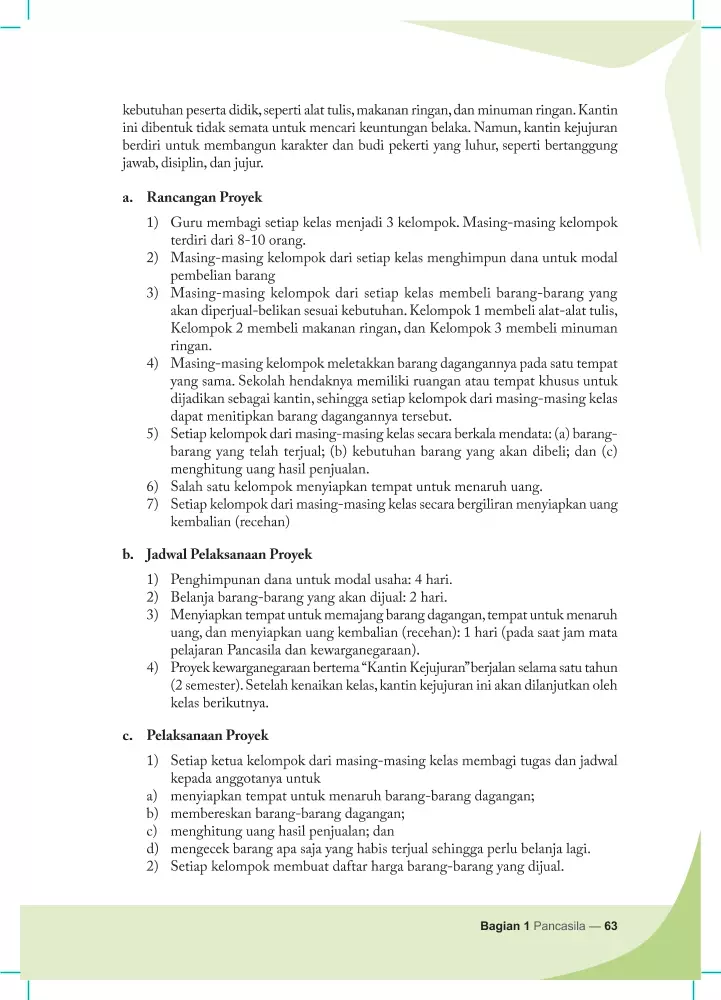 kebutuhan peserta didik, seperti alat tulis, makanan ringan, dan minuman ringan. Kantin
ini dibentuk tidak semata untuk mencari keuntungan belaka. Namun, kantin kejujuran
berdiri untuk membangun karakter dan budi pekerti yang luhur, seperti bertanggung
jawab, disiplin, dan jujur.
a. Rancangan Proyek
1) Guru membagi setiap kelas menjadi 3 kelompok. Masing-masing kelompok
terdiri dari 8-10 orang.
2) Masing-masing kelompok dari setiap kelas menghimpun dana untuk modal
pembelian barang
3) Masing-masing kelompok dari setiap kelas membeli barang-barang yang
akan diperjual-belikan sesuai kebutuhan. Kelompok 1 membeli alat-alat tulis,
Kelompok 2 membeli makanan ringan, dan Kelompok 3 membeli minuman
ringan.
4) Masing-masing kelompok meletakkan barang dagangannya pada satu tempat
yang sama. Sekolah hendaknya memiliki ruangan atau tempat khusus untuk
dijadikan sebagai kantin, sehingga setiap kelompok dari masing-masing kelas
dapat menitipkan barang dagangannya tersebut.
5) Setiap kelompok dari masing-masing kelas secara berkala mendata: (a) barang-
barang yang telah terjual; (b) kebutuhan barang yang akan dibeli; dan (c)
menghitung uang hasil penjualan.
6) Salah satu kelompok menyiapkan tempat untuk menaruh uang.
7) Setiap kelompok dari masing-masing kelas secara bergiliran menyiapkan uang
kembalian (recehan)
b. Jadwal Pelaksanaan Proyek
1) Penghimpunan dana untuk modal usaha: 4 hari.
2) Belanja barang-barang yang akan dijual: 2 hari.
3) Menyiapkan tempat untuk memajang barang dagangan, tempat untuk menaruh
uang, dan menyiapkan uang kembalian (recehan): 1 hari (pada saat jam mata
pelajaran Pancasila dan kewarganegaraan).
4) Proyek kewarganegaraan bertema “Kantin Kejujuran” berjalan selama satu tahun
(2 semester). Setelah kenaikan kelas, kantin kejujuran ini akan dilanjutkan oleh
kelas berikutnya.
c. Pelaksanaan Proyek
1) Setiap ketua kelompok dari masing-masing kelas membagi tugas dan jadwal
kepada anggotanya untuk
a) menyiapkan tempat untuk menaruh barang-barang dagangan;
b) membereskan barang-barang dagangan;
c) menghitung uang hasil penjualan; dan
d) mengecek barang apa saja yang habis terjual sehingga perlu belanja lagi.
2) Setiap kelompok membuat daftar harga barang-barang yang dijual.
Bagian 1 Pancasila — 63